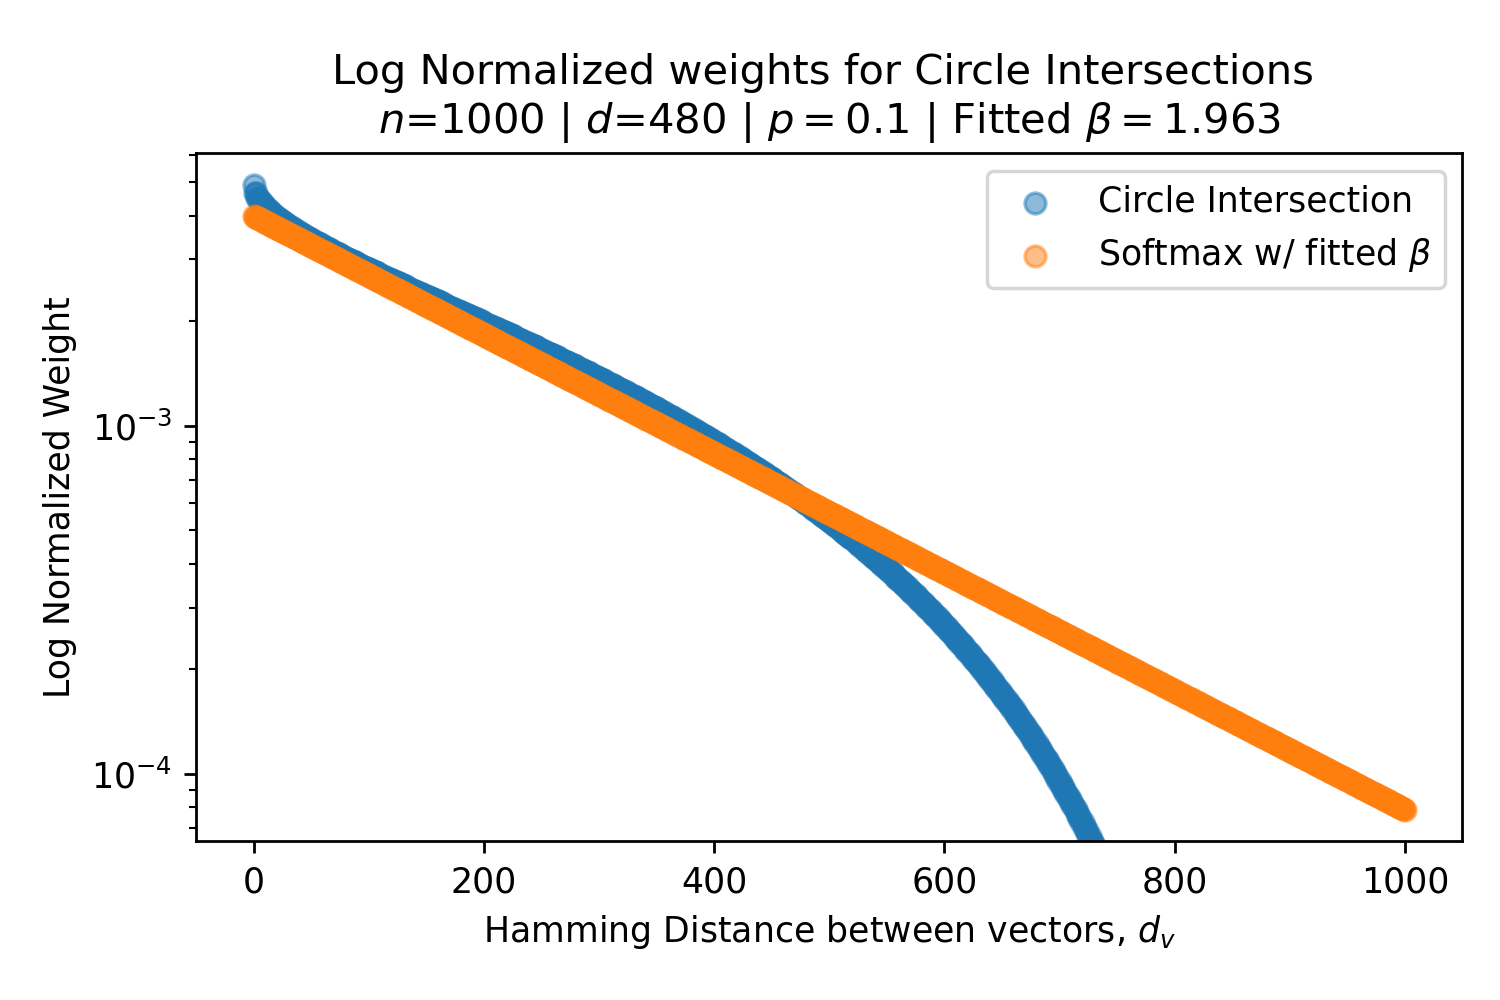 Log Normalized weights for Circle Intersections
n=1000 | d=480 | p = 0.1 | Fitted β = 1.963
Circle Intersection
Softmax w/ fitted β
Log Normalized Weight
10⁻³
10⁻⁴
0 200 400 600 800 1000
Hamming Distance between vectors, dᵥ